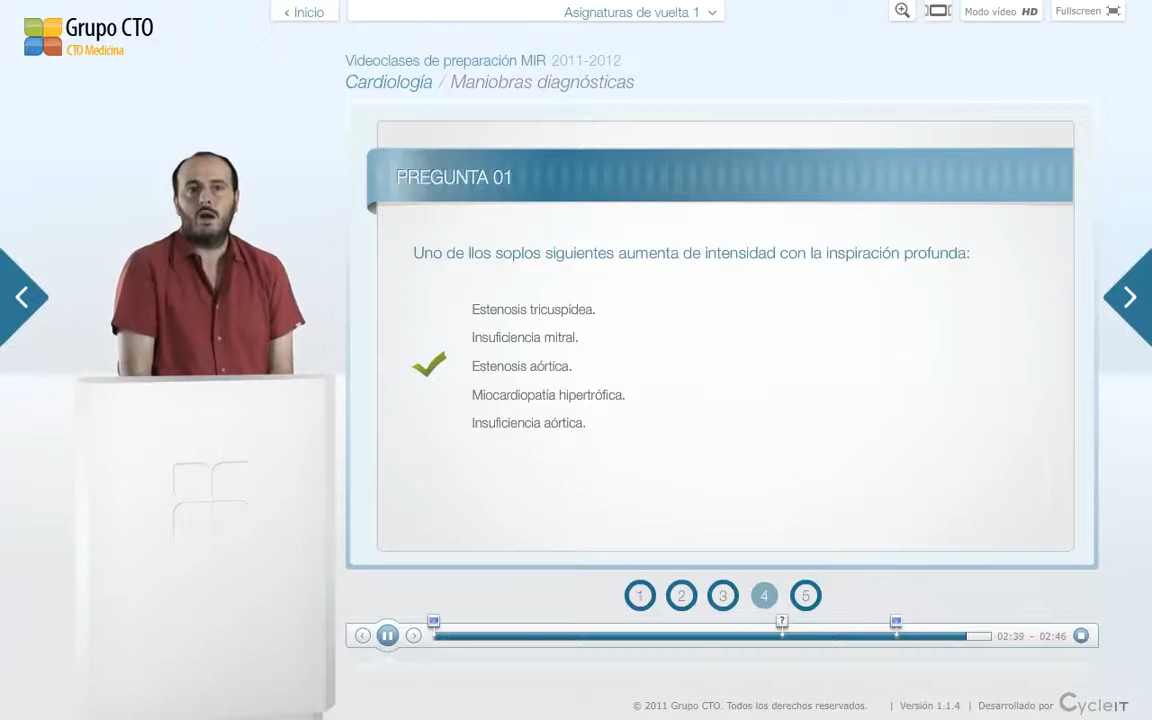 Grupo CTO
CTO Medicina
‹ Inicio
Asignaturas de vuelta 1
Modo vídeo HD
Fullscreen
Videoclases de preparación MIR 2011-2012
Cardiología / Maniobras diagnósticas
PREGUNTA 01
Uno de llos soplos siguientes aumenta de intensidad con la inspiración profunda:
Estenosis tricuspídea.
Insuficiencia mitral.
Estenosis aórtica.
Miocardiopatía hipertrófica.
Insuficiencia aórtica.
1 2 3 4 5
?
02:39 - 02:46
© 2011 Grupo CTO. Todos los derechos reservados. | Versión 1.1.4 | Desarrollado por CycleIT